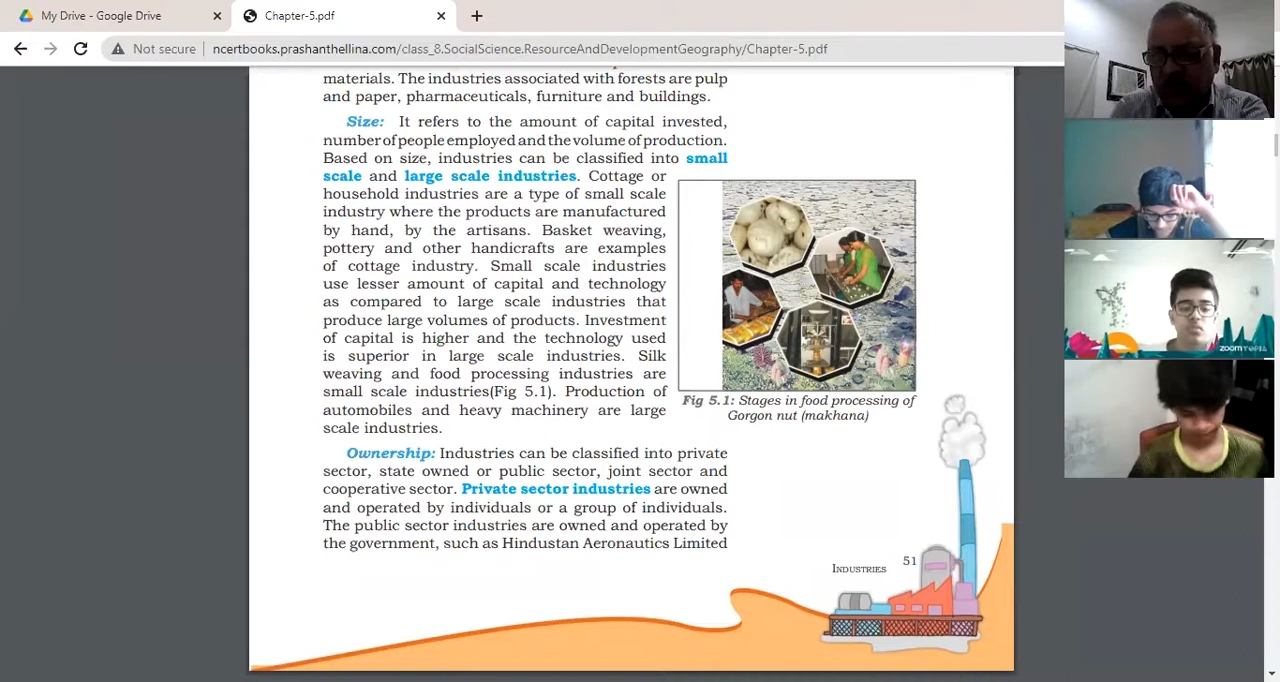 My Drive - Google Drive
Chapter-5.pdf
Not secure
ncertbooks.prashanthellina.com/class_8.SocialScience.ResourceAndDevelopmentGeography/Chapter-5.pdf
materials. The industries associated with forests are pulp
and paper, pharmaceuticals, furniture and buildings.
Size: It refers to the amount of capital invested,
number of people employed and the volume of production.
Based on size, industries can be classified into small
scale and large scale industries. Cottage or
household industries are a type of small scale
industry where the products are manufactured
by hand, by the artisans. Basket weaving,
pottery and other handicrafts are examples
of cottage industry. Small scale industries
use lesser amount of capital and technology
as compared to large scale industries that
produce large volumes of products. Investment
of capital is higher and the technology used
is superior in large scale industries. Silk
weaving and food processing industries are
small scale industries(Fig 5.1). Production of
automobiles and heavy machinery are large
scale industries.
Fig 5.1: Stages in food processing of
Gorgon nut (makhana)
Ownership: Industries can be classified into private
sector, state owned or public sector, joint sector and
cooperative sector. Private sector industries are owned
and operated by individuals or a group of individuals.
The public sector industries are owned and operated by
the government, such as Hindustan Aeronautics Limited
INDUSTRIES 51
zoomTOPIA